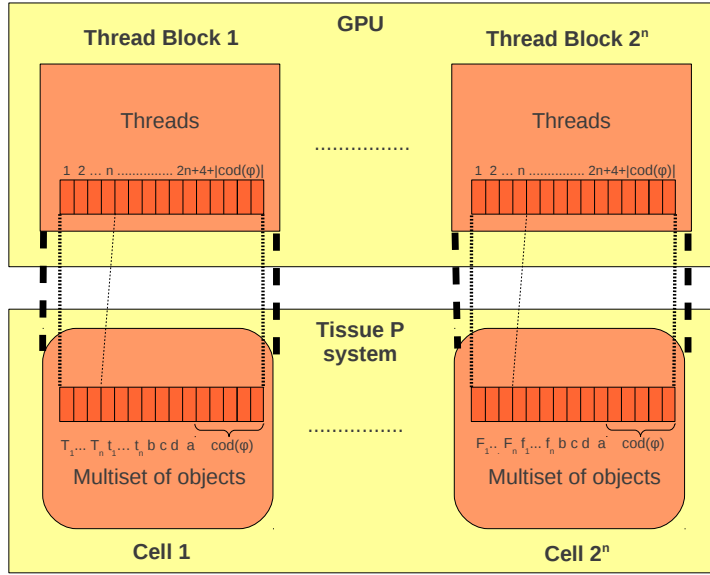 GPU
Thread Block 1
Thread Block 2ⁿ
Threads
Threads
................
1 2 ... n ............... 2n+4+|cod(φ)|
1 2 ... n ............... 2n+4+|cod(φ)|
Tissue P
system
................
T₁... Tₙ t₁... tₙ b c d a cod(φ)
F₁.. Fₙ f₁... fₙ b c d a cod(φ)
Multiset of objects
Multiset of objects
Cell 1
Cell 2ⁿ